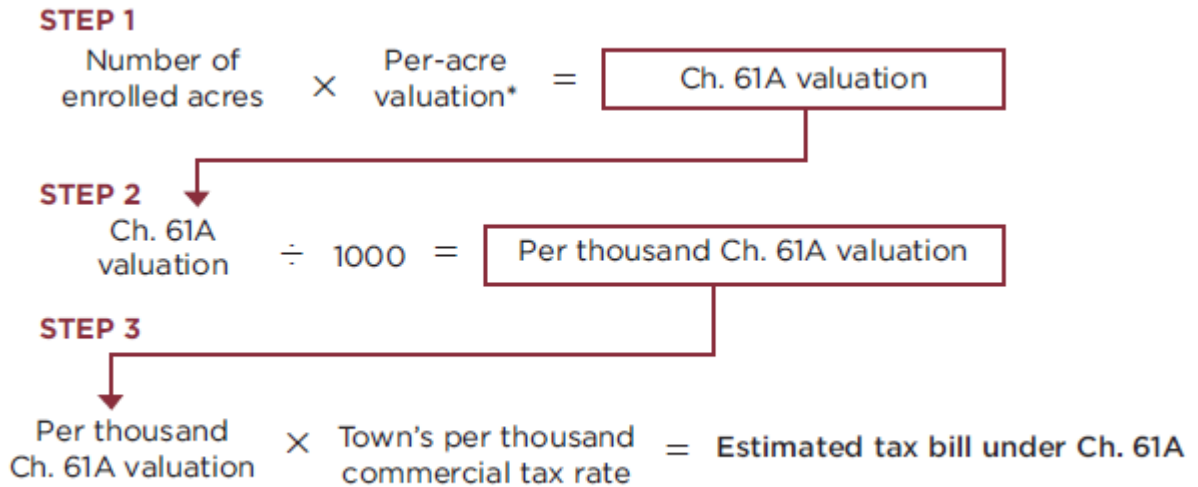 STEP 1
Number of
enrolled acres
×
Per-acre
valuation*
=
Ch. 61A valuation
STEP 2
Ch. 61A
valuation
÷
1000
=
Per thousand Ch. 61A valuation
STEP 3
Per thousand
Ch. 61A valuation
×
Town's per thousand
commercial tax rate
=
Estimated tax bill under Ch. 61A